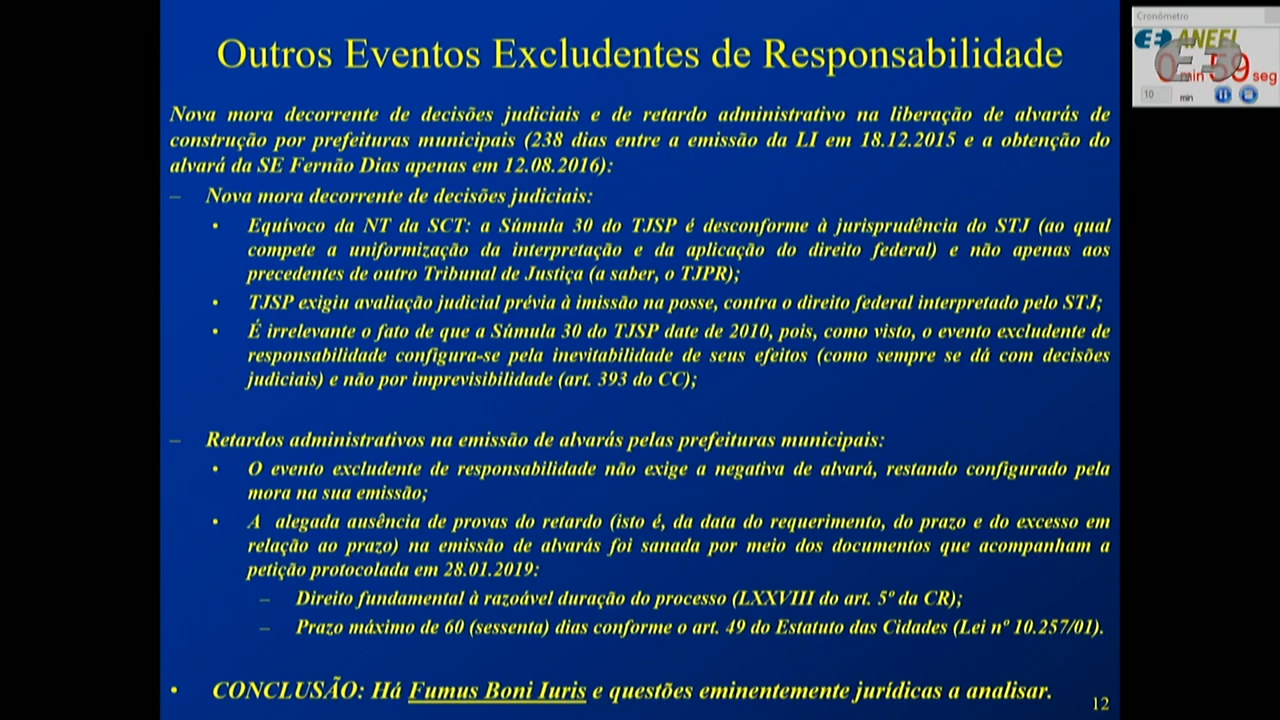 Outros Eventos Excludentes de Responsabilidade
Nova mora decorrente de decisões judiciais e de retardo administrativo na liberação de alvarás de
construção por prefeituras municipais (238 dias entre a emissão da LI em 18.12.2015 e a obtenção do
alvará da SE Fernão Dias apenas em 12.08.2016):
– Nova mora decorrente de decisões judiciais:
• Equívoco da NT da SCT: a Súmula 30 do TJSP é desconforme à jurisprudência do STJ (ao qual
compete a uniformização da interpretação e da aplicação do direito federal) e não apenas aos
precedentes de outro Tribunal de Justiça (a saber, o TJPR);
• TJSP exigiu avaliação judicial prévia à imissão na posse, contra o direito federal interpretado pelo STJ;
• É irrelevante o fato de que a Súmula 30 do TJSP date de 2010, pois, como visto, o evento excludente de
responsabilidade configura-se pela inevitabilidade de seus efeitos (como sempre se dá com decisões
judiciais) e não por imprevisibilidade (art. 393 do CC);
– Retardos administrativos na emissão de alvarás pelas prefeituras municipais:
• O evento excludente de responsabilidade não exige a negativa de alvará, restando configurado pela
mora na sua emissão;
• A alegada ausência de provas do retardo (isto é, da data do requerimento, do prazo e do excesso em
relação ao prazo) na emissão de alvarás foi sanada por meio dos documentos que acompanham a
petição protocolada em 28.01.2019:
– Direito fundamental à razoável duração do processo (LXXVIII do art. 5º da CR);
– Prazo máximo de 60 (sessenta) dias conforme o art. 49 do Estatuto das Cidades (Lei nº 10.257/01).
• CONCLUSÃO: Há Fumus Boni Iuris e questões eminentemente jurídicas a analisar.
12
Cronômetro
ANEEL
0 min 59 seg
10 min